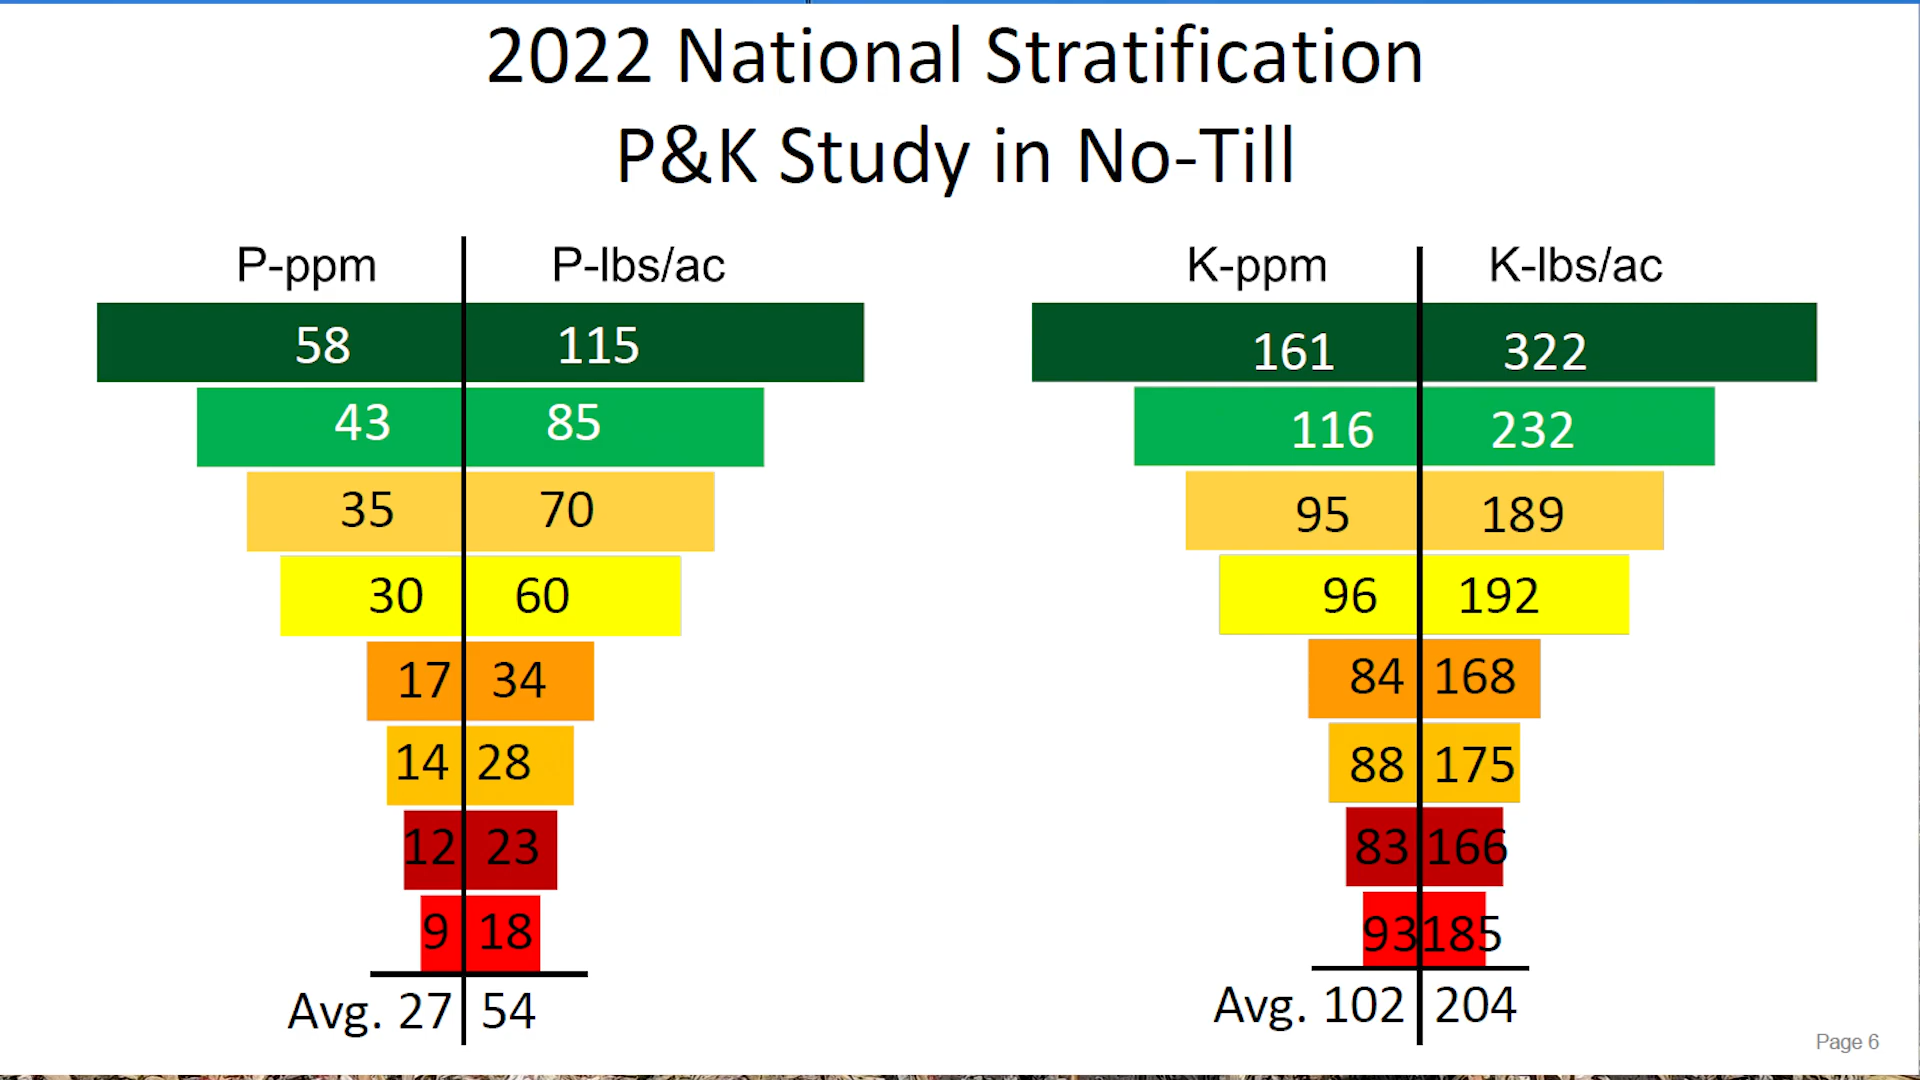 2022 National Stratification
P&K Study in No-Till
P-ppm P-lbs/ac
58 115
43 85
35 70
30 60
17 34
14 28
12 23
9 18
Avg. 27 54
K-ppm K-lbs/ac
161 322
116 232
95 189
96 192
84 168
88 175
83 166
93 185
Avg. 102 204
Page 6